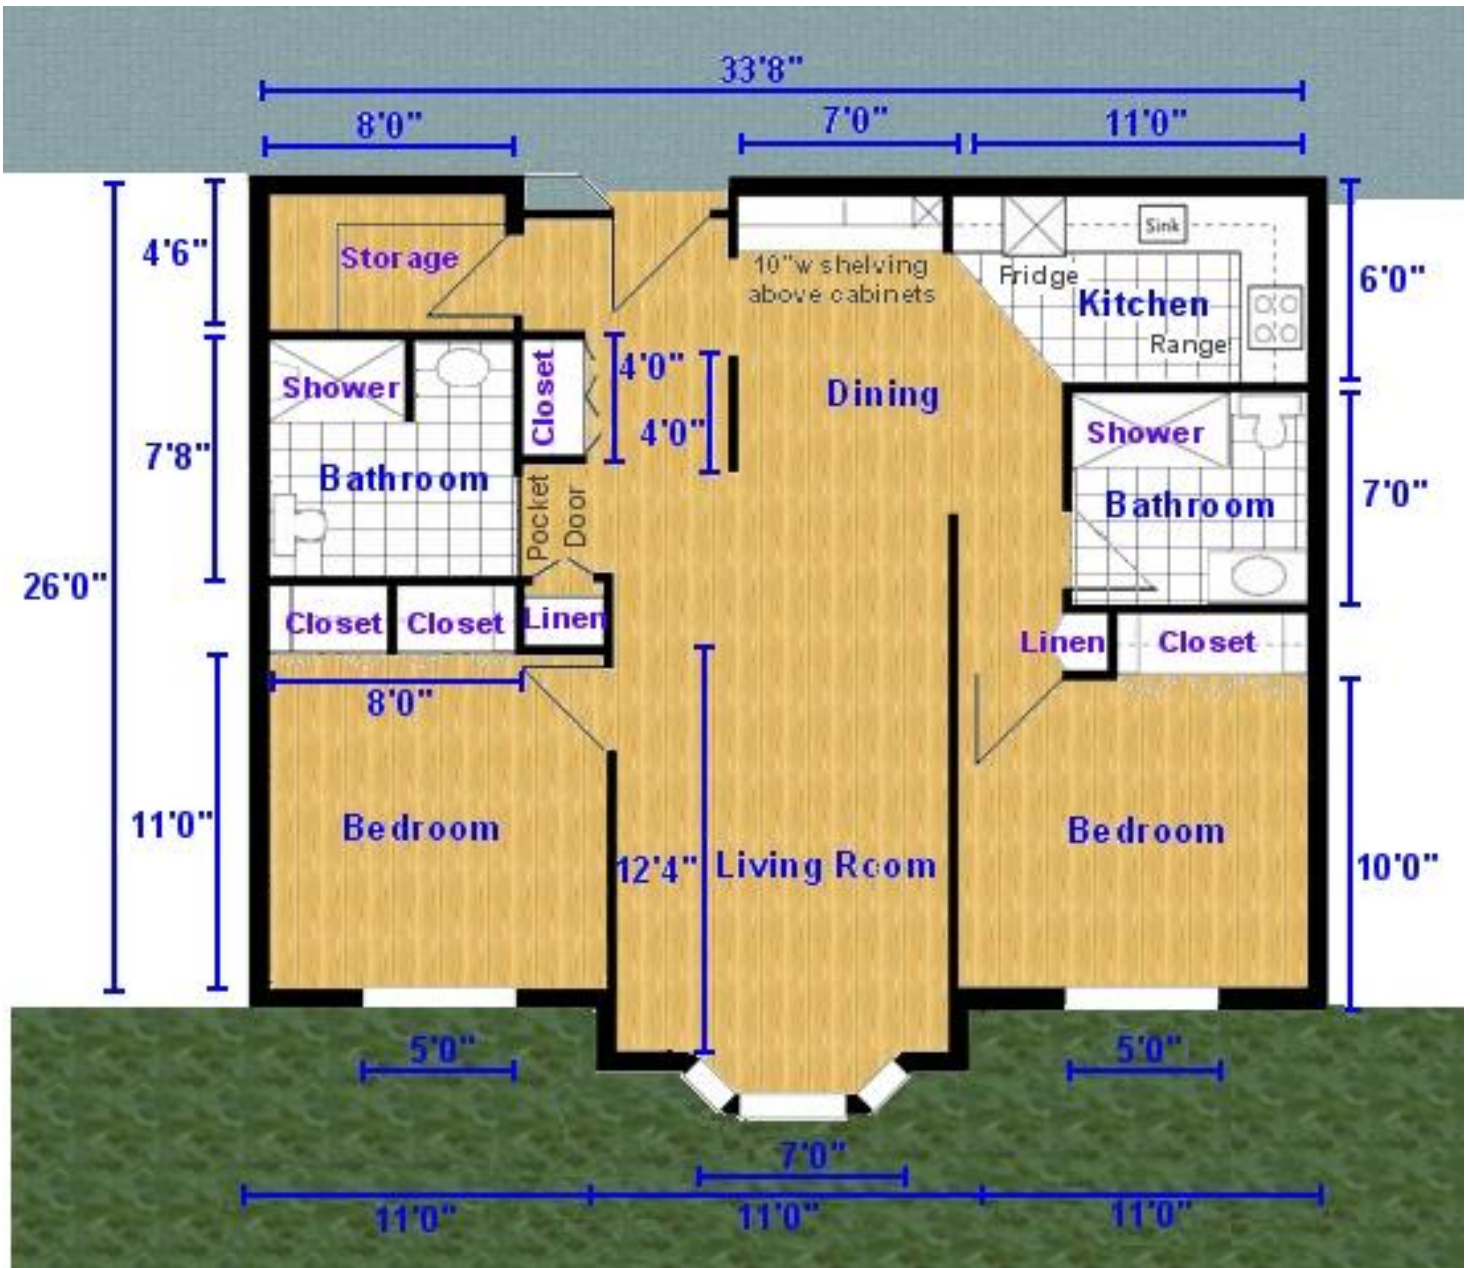 33'8"
8'0"
7'0"
11'0"
4'6"
Storage
10"w shelving
above cabinets
Fridge
Sink
Kitchen
Range
6'0"
Shower
Closet
4'0"
4'0"
Dining
Shower
7'8"
Bathroom
Pocket
Door
Bathroom
7'0"
26'0"
Closet
Closet
Linen
Linen
Closet
8'0"
11'0"
Bedroom
12'4"
Living Room
Bedroom
10'0"
5'0"
5'0"
7'0"
11'0"
11'0"
11'0"